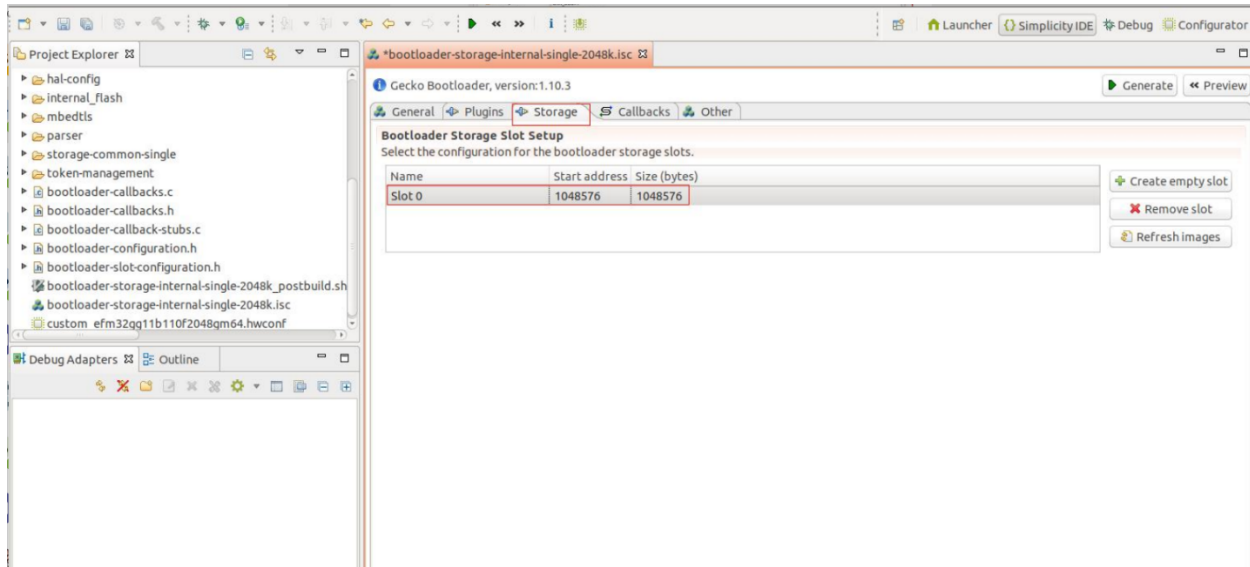 Launcher {} Simplicity IDE Debug Configurator
Project Explorer
hal-config
internal_flash
mbedtls
parser
storage-common-single
token-management
bootloader-callbacks.c
bootloader-callbacks.h
bootloader-callback-stubs.c
bootloader-configuration.h
bootloader-slot-configuration.h
bootloader-storage-internal-single-2048k_postbuild.sh
bootloader-storage-internal-single-2048k.isc
custom_efm32gg11b110f2048gm64.hwconf
Debug Adapters Outline
*bootloader-storage-internal-single-2048k.isc
Gecko Bootloader, version:1.10.3
Generate Preview
General Plugins Storage Callbacks Other
Bootloader Storage Slot Setup
Select the configuration for the bootloader storage slots.
Name Start address Size (bytes)
Slot 0 1048576 1048576
Create empty slot
Remove slot
Refresh images